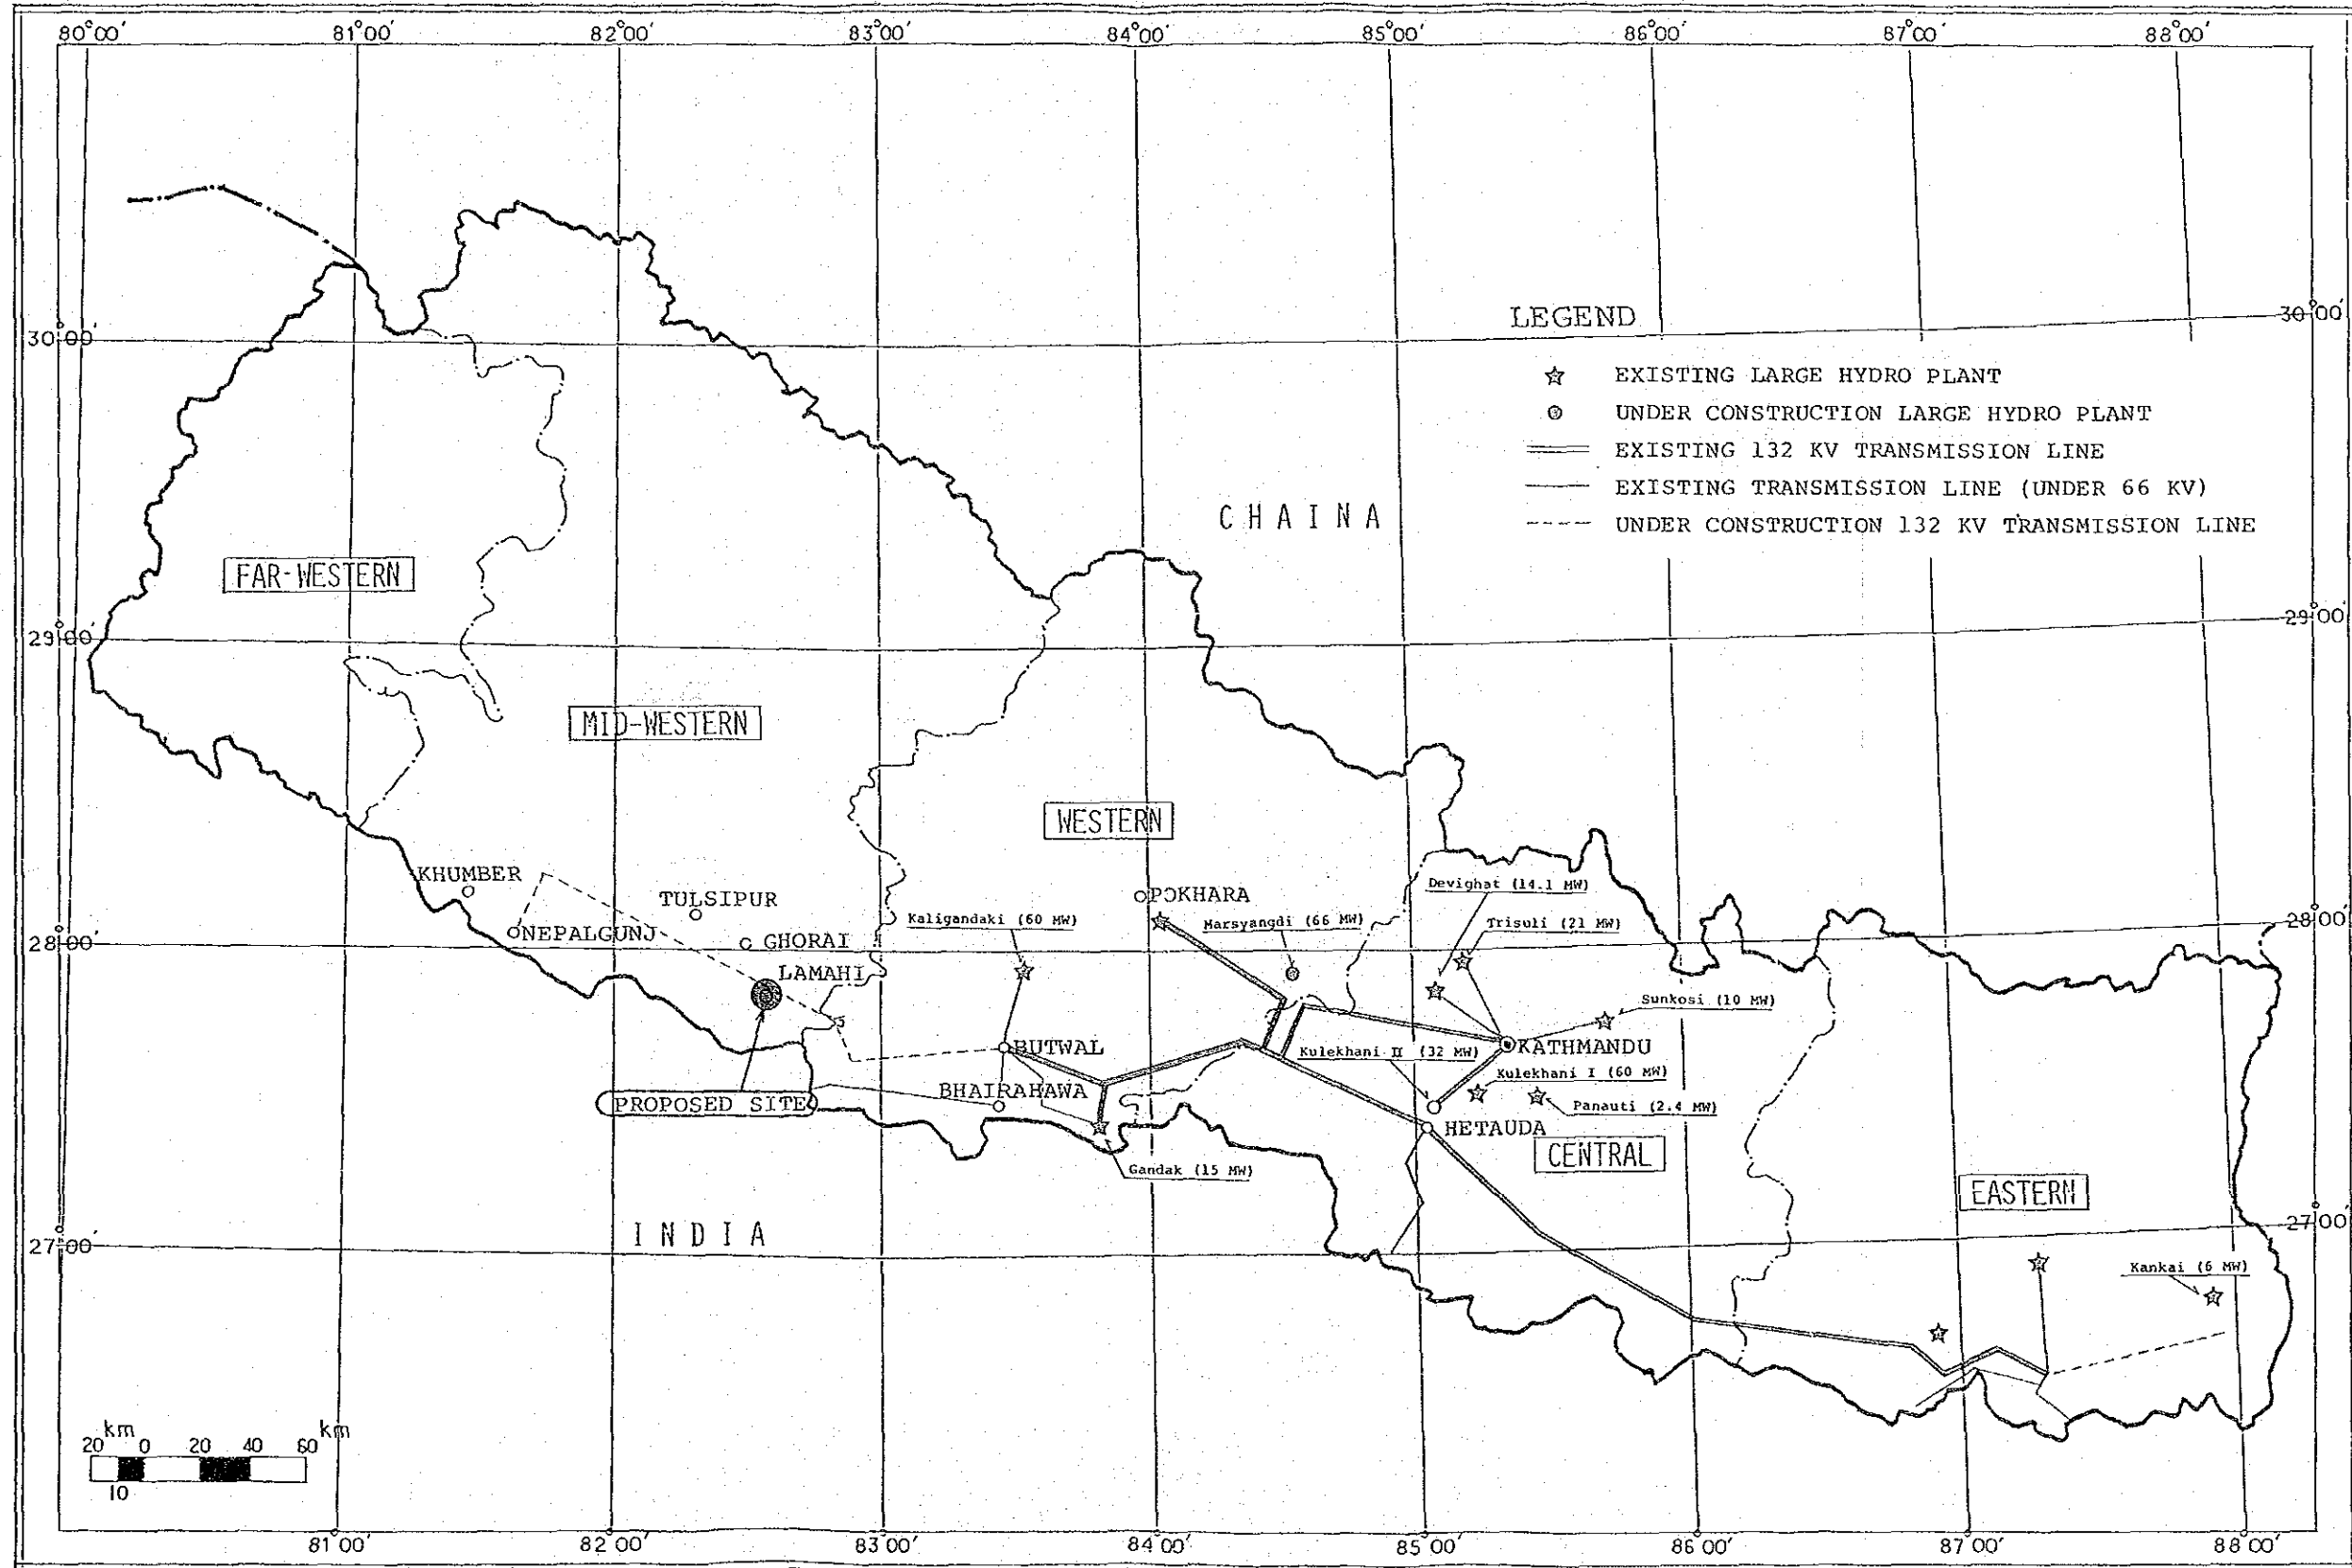 80°00′ 81°00′ 82°00′ 83°00′ 84°00′ 85°00′ 86°00′ 87°00′ 88°00′
LEGEND
30°00′ 30°00′
EXISTING LARGE HYDRO PLANT
UNDER CONSTRUCTION LARGE HYDRO PLANT
EXISTING 132 KV TRANSMISSION LINE
EXISTING TRANSMISSION LINE (UNDER 66 KV)
UNDER CONSTRUCTION 132 KV TRANSMISSION LINE
CHAINA
FAR-WESTERN
29°00′ 29°00′
MID-WESTERN
WESTERN
KHUMBER
TULSIPUR
POKHARA
Devighat (14.1 MW)
Kaligandaki (60 MW)
Marsyangdi (66 MW)
Trisuli (21 MW)
NEPALGUNJ
28°00′ 28°00′
GHORAI
LAMAHI
Sunkosi (10 MW)
BUTWAL
Kulekhani II (32 MW)
KATHMANDU
Kulekhani I (60 MW)
BHAIRAHAWA
PROPOSED SITE
Panauti (2.4 MW)
HETAUDA
CENTRAL
Gandak (15 MW)
EASTERN
INDIA
27°00′ 27°00′
Kankai (6 MW)
km km
20 0 20 40 60
10
81°00′ 82°00′ 83°00′ 84°00′ 85°00′ 86°00′ 87°00′ 88°00′